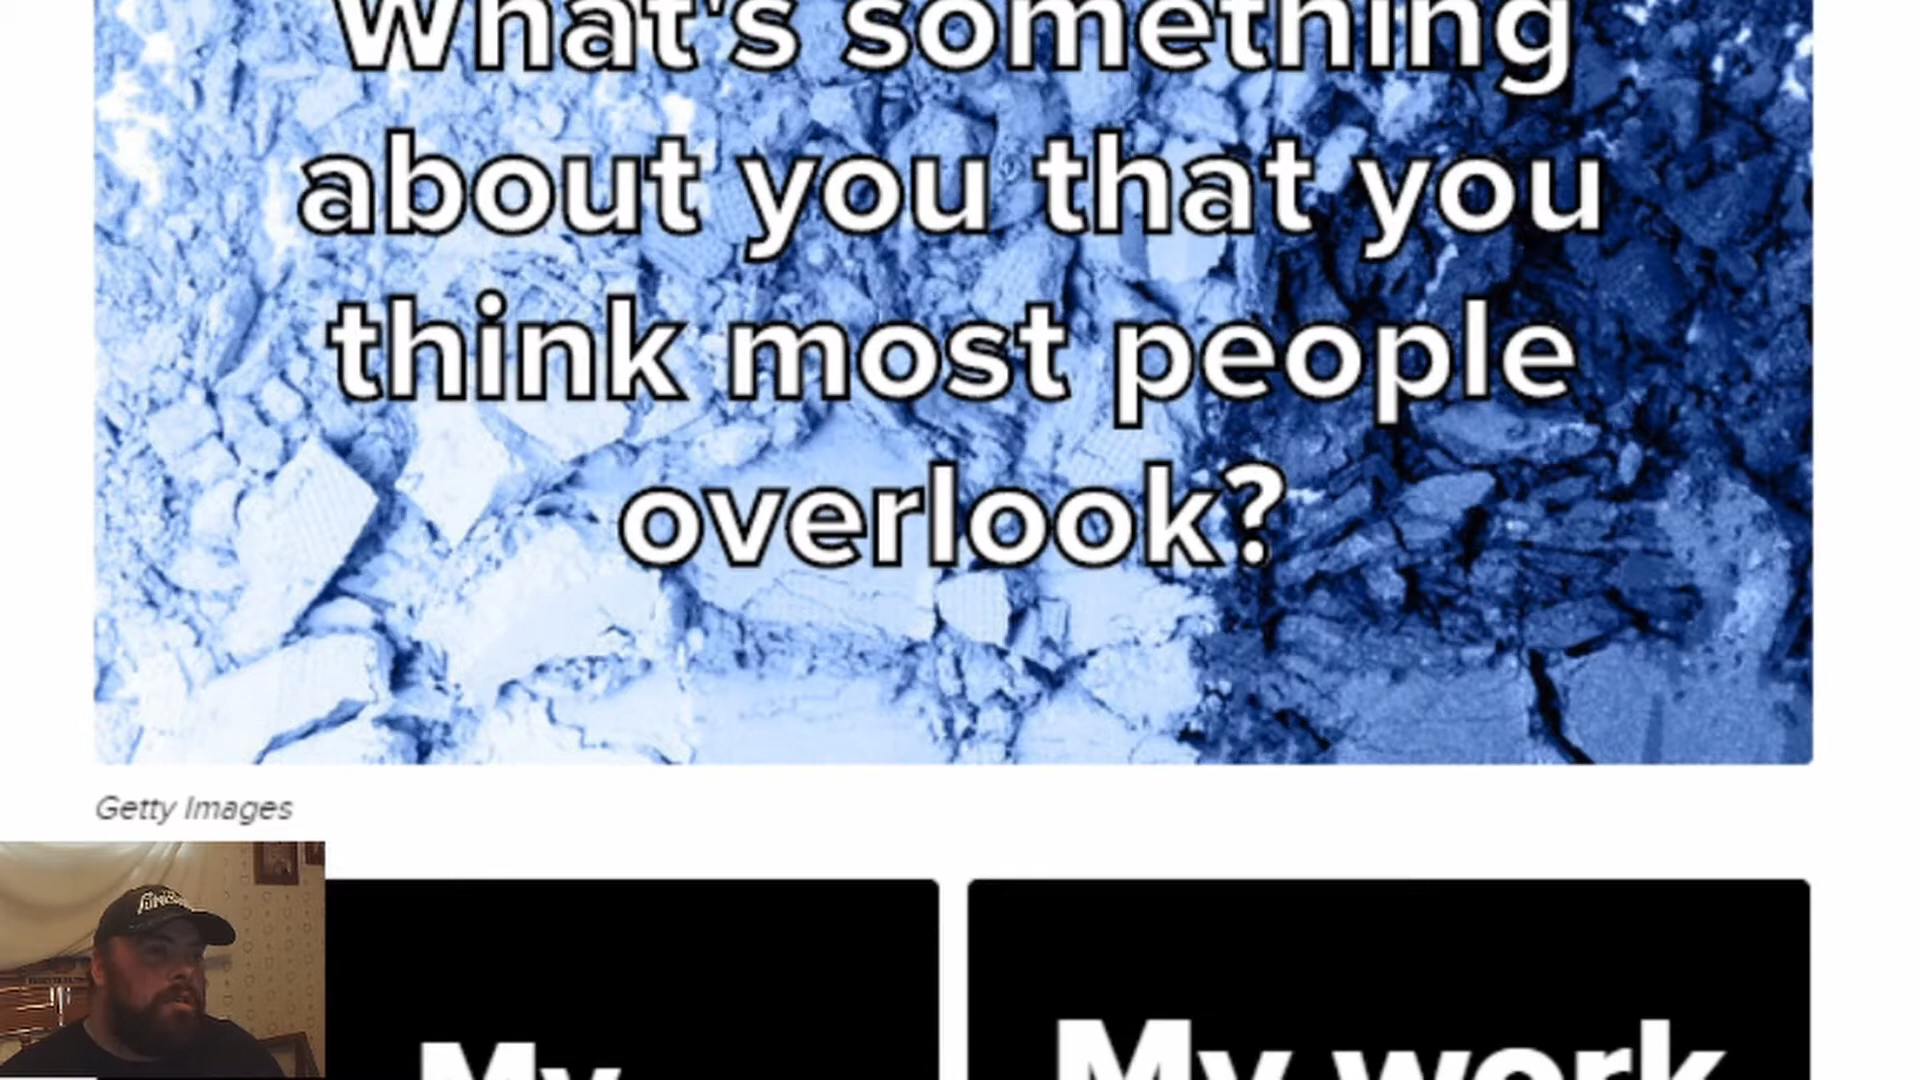 What's something
about you that you
think most people
overlook?
Getty Images
My
My work